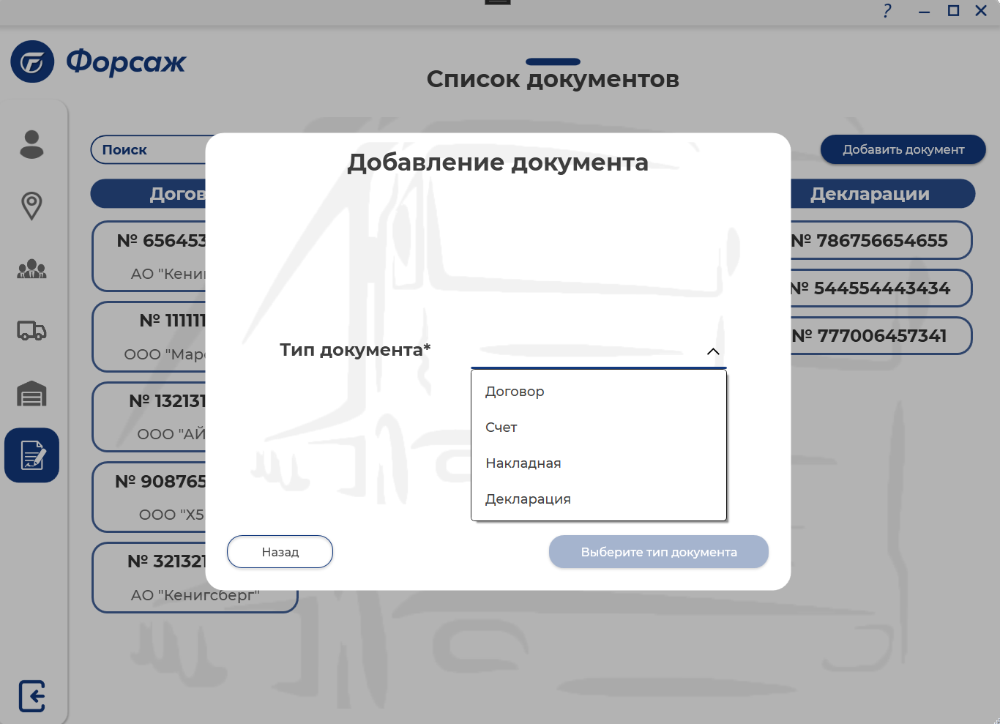 ?
Форсаж
Список документов
Поиск
Добавить документ
Добавление документа
Догов
Декларации
№ 656453
АО "Кени
№ 111111
ООО "Мар
№ 132131
ООО "АЙ
№ 908765
ООО "Х5
№ 321321
АО "Кенигсберг"
№ 786756654655
№ 544554443434
№ 777006457341
Тип документа*
Договор
Счет
Накладная
Декларация
Назад
Выберите тип документа